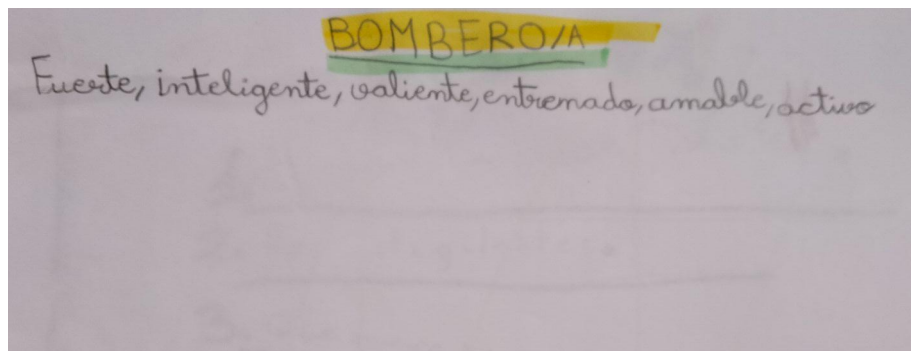 BOMBERO/A
Fuerte, inteligente, valiente, entrenado, amable, activo